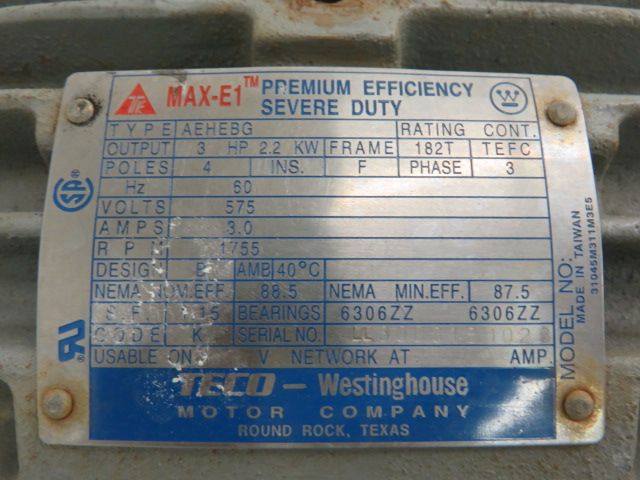 MAX-E1™ PREMIUM EFFICIENCY
SEVERE DUTY
TYPE AEHEBG RATING CONT.
OUTPUT 3 HP 2.2 KW FRAME 182T TEFC
POLES 4 INS. F PHASE 3
Hz 60
VOLTS 575
AMPS 3.0
1755
DESIGN B AMB 40°C
NEMA NOM.EFF. 88.5 NEMA MIN.EFF. 87.5
S.F. BEARINGS 6306ZZ 6306ZZ
CODE K SERIAL NO.
USABLE ON V NETWORK AT AMP.
TECO - Westinghouse
MOTOR COMPANY
ROUND ROCK, TEXAS
MODEL NO:
MADE IN TAIWAN
31045M311M3E5